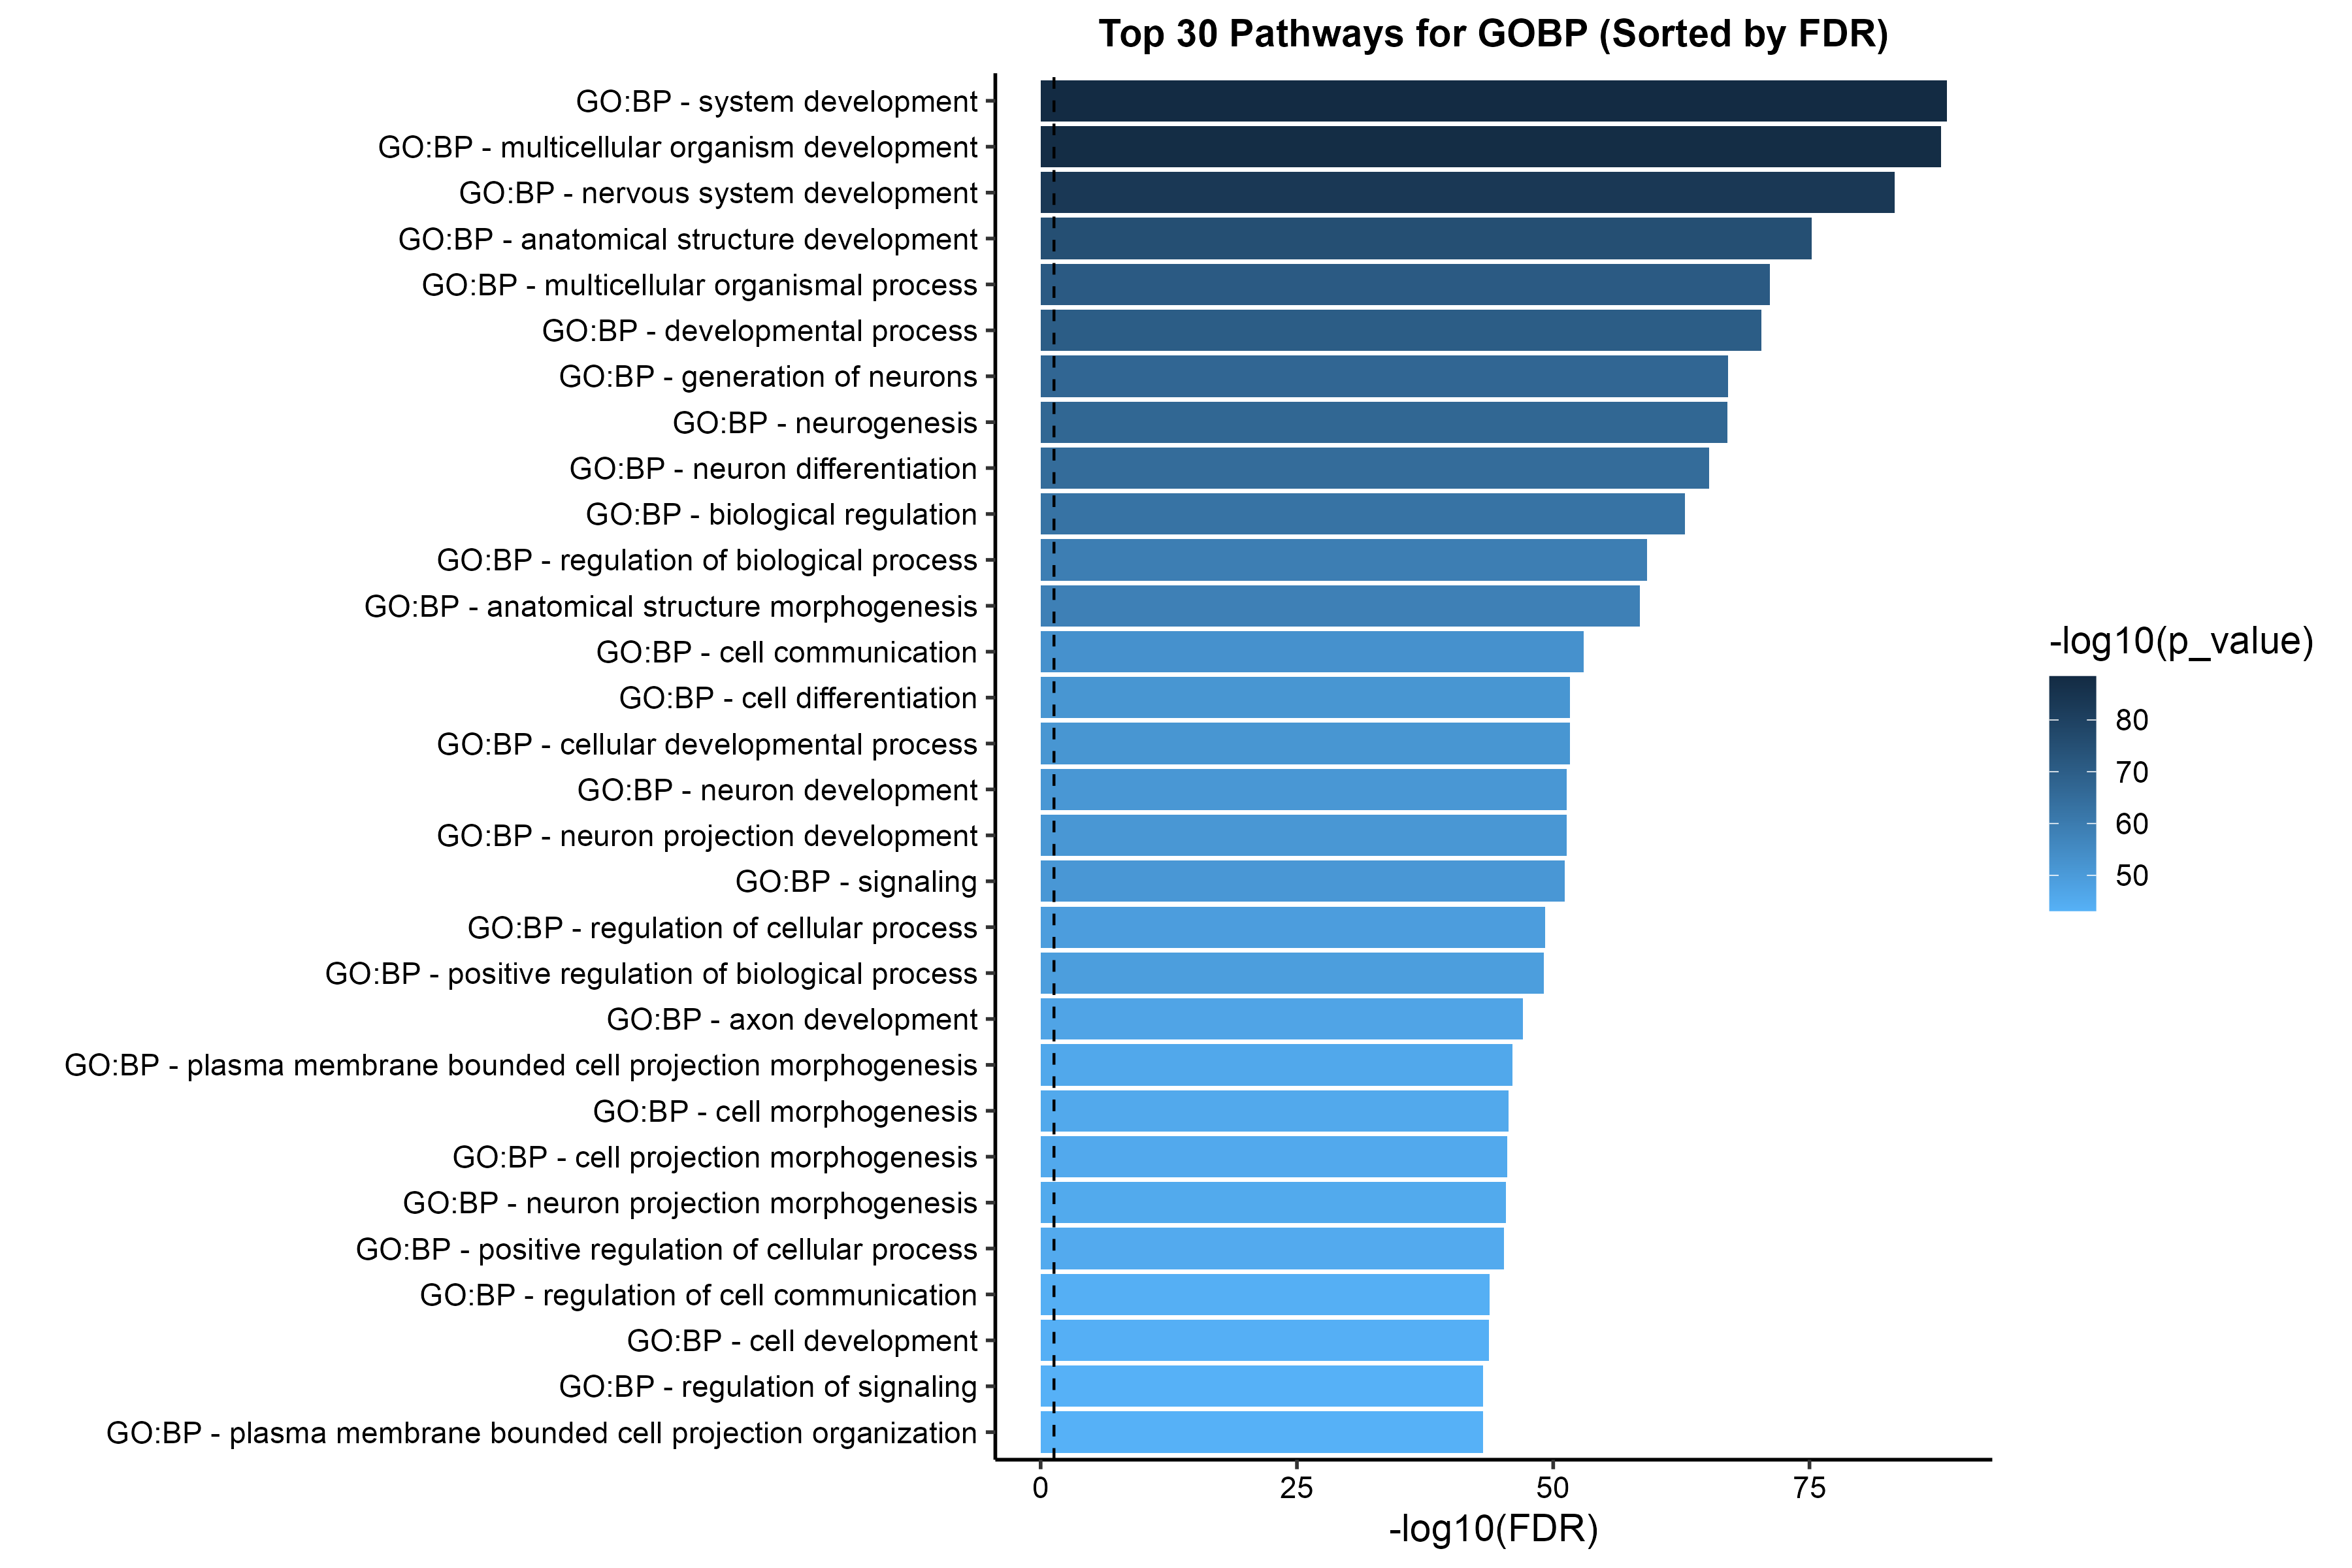 Top 30 Pathways for GOBP (Sorted by FDR)
GO:BP - system development
GO:BP - multicellular organism development
GO:BP - nervous system development
GO:BP - anatomical structure development
GO:BP - multicellular organismal process
GO:BP - developmental process
GO:BP - generation of neurons
GO:BP - neurogenesis
GO:BP - neuron differentiation
GO:BP - biological regulation
GO:BP - regulation of biological process
GO:BP - anatomical structure morphogenesis
GO:BP - cell communication
GO:BP - cell differentiation
GO:BP - cellular developmental process
GO:BP - neuron development
GO:BP - neuron projection development
GO:BP - signaling
GO:BP - regulation of cellular process
GO:BP - positive regulation of biological process
GO:BP - axon development
GO:BP - plasma membrane bounded cell projection morphogenesis
GO:BP - cell morphogenesis
GO:BP - cell projection morphogenesis
GO:BP - neuron projection morphogenesis
GO:BP - positive regulation of cellular process
GO:BP - regulation of cell communication
GO:BP - cell development
GO:BP - regulation of signaling
GO:BP - plasma membrane bounded cell projection organization
0 25 50 75
-log10(FDR)
-log10(p_value)
80
70
60
50